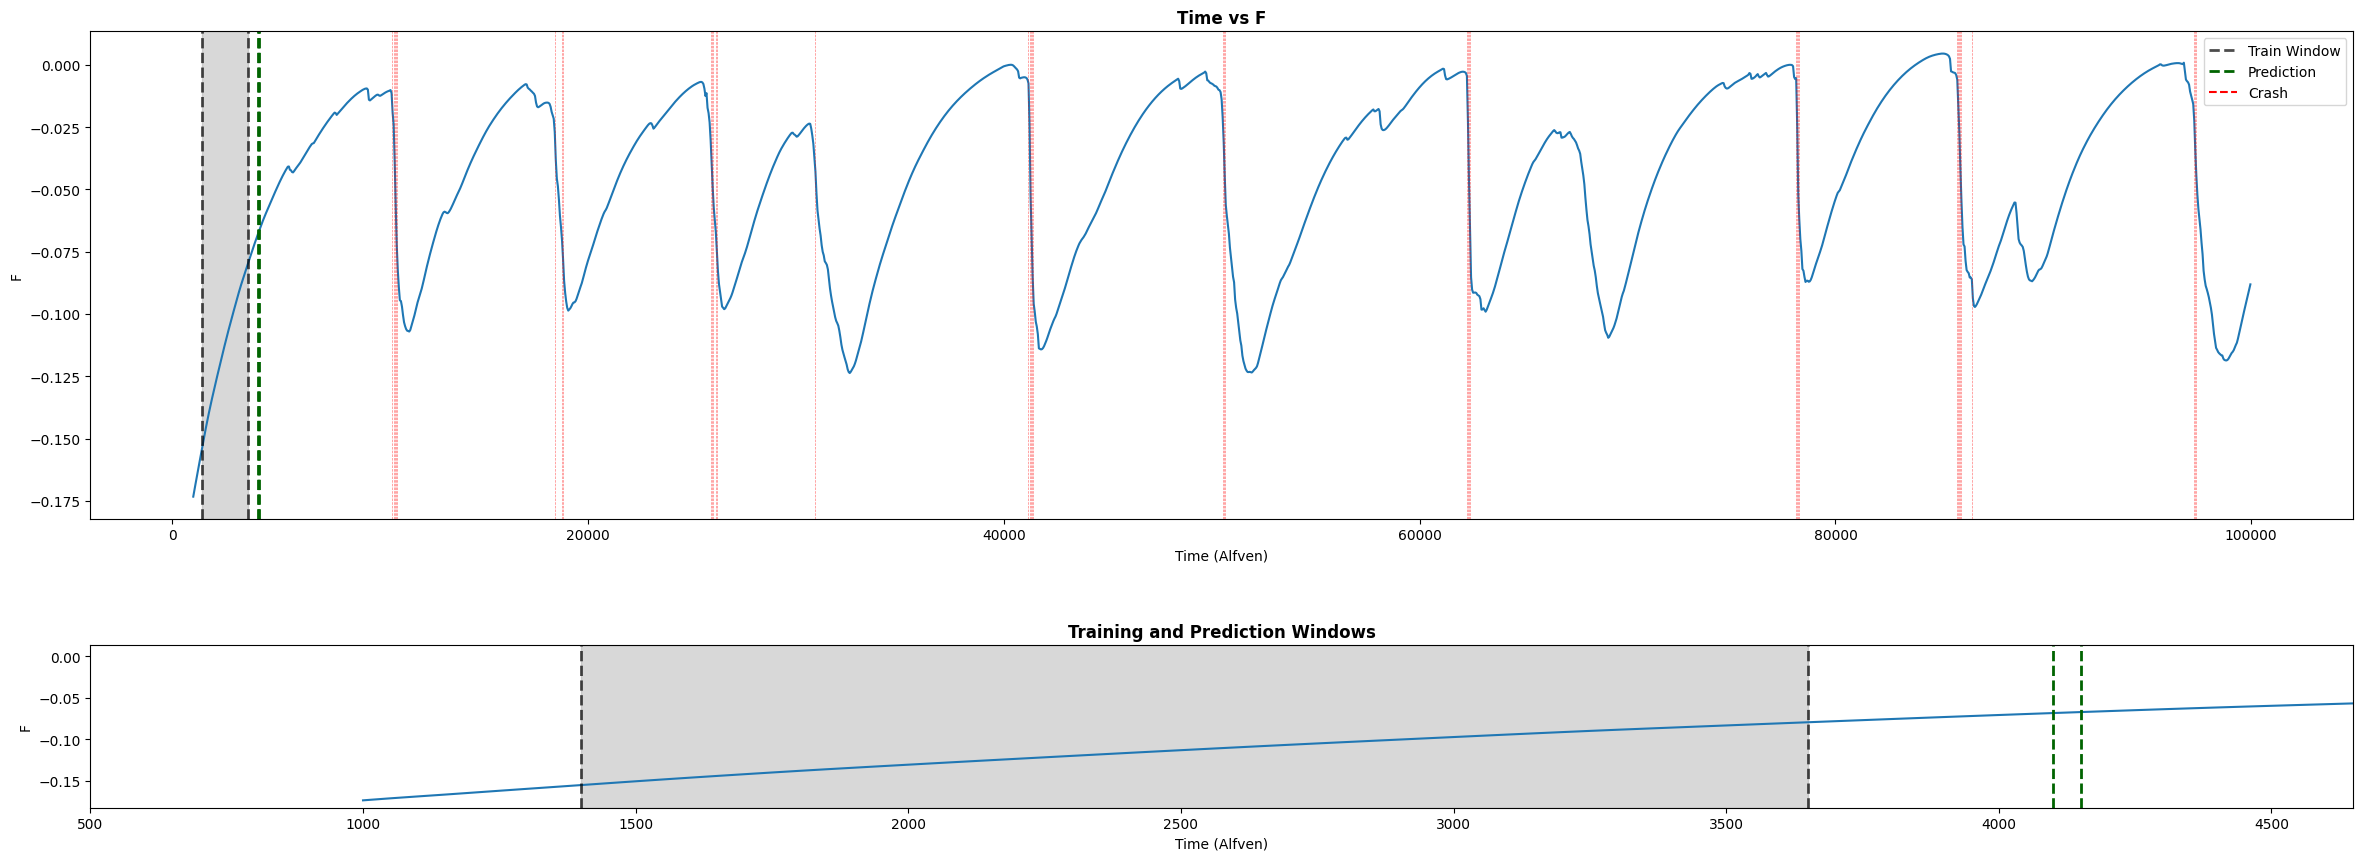 Time vs F
0.000
−0.025
−0.050
−0.075
−0.100
−0.125
−0.150
−0.175
F
Train Window
Prediction
Crash
0 20000 40000 60000 80000 100000
Time (Alfven)
Training and Prediction Windows
0.00
−0.05
−0.10
−0.15
F
500 1000 1500 2000 2500 3000 3500 4000 4500
Time (Alfven)